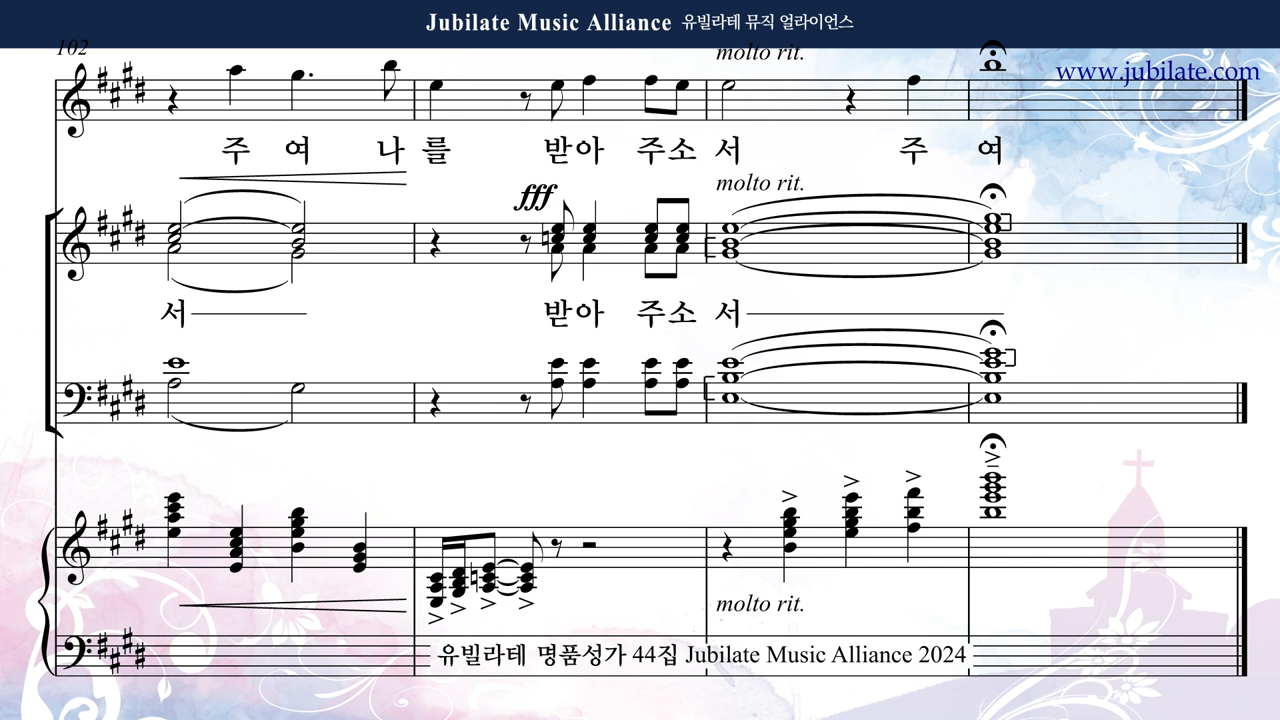 Jubilate Music Alliance 유빌라테 뮤직 얼라이언스
102
molto rit.
www.jubilate.com
주 여 나 를 받아 주소 서 주 여
molto rit.
fff
서 받아 주소 서
molto rit.
유빌라테 명품성가 44집 Jubilate Music Alliance 2024